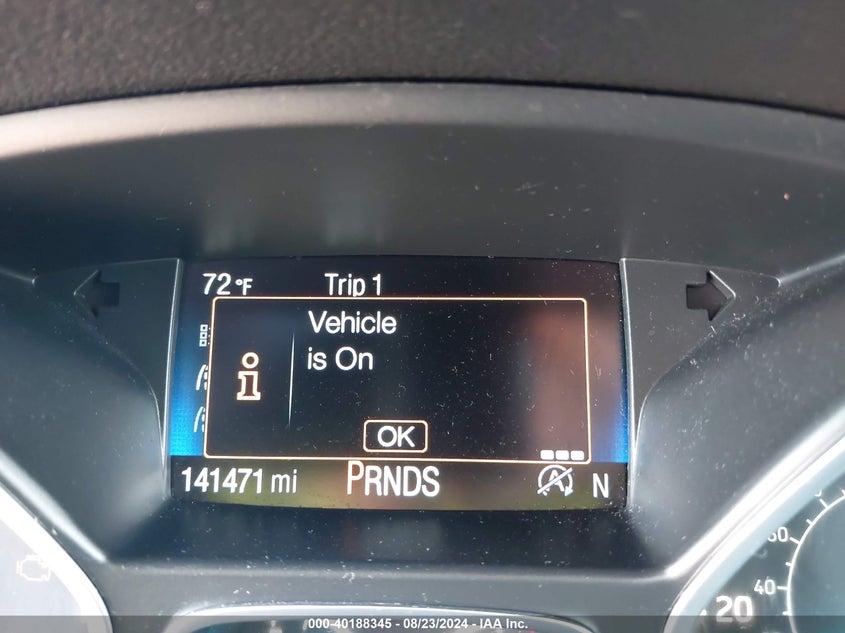 72°F Trip 1
Vehicle
is On
OK
141471 mi PRNDS N
60
40
20
000-40188345 - 08/23/2024 - IAA Inc.